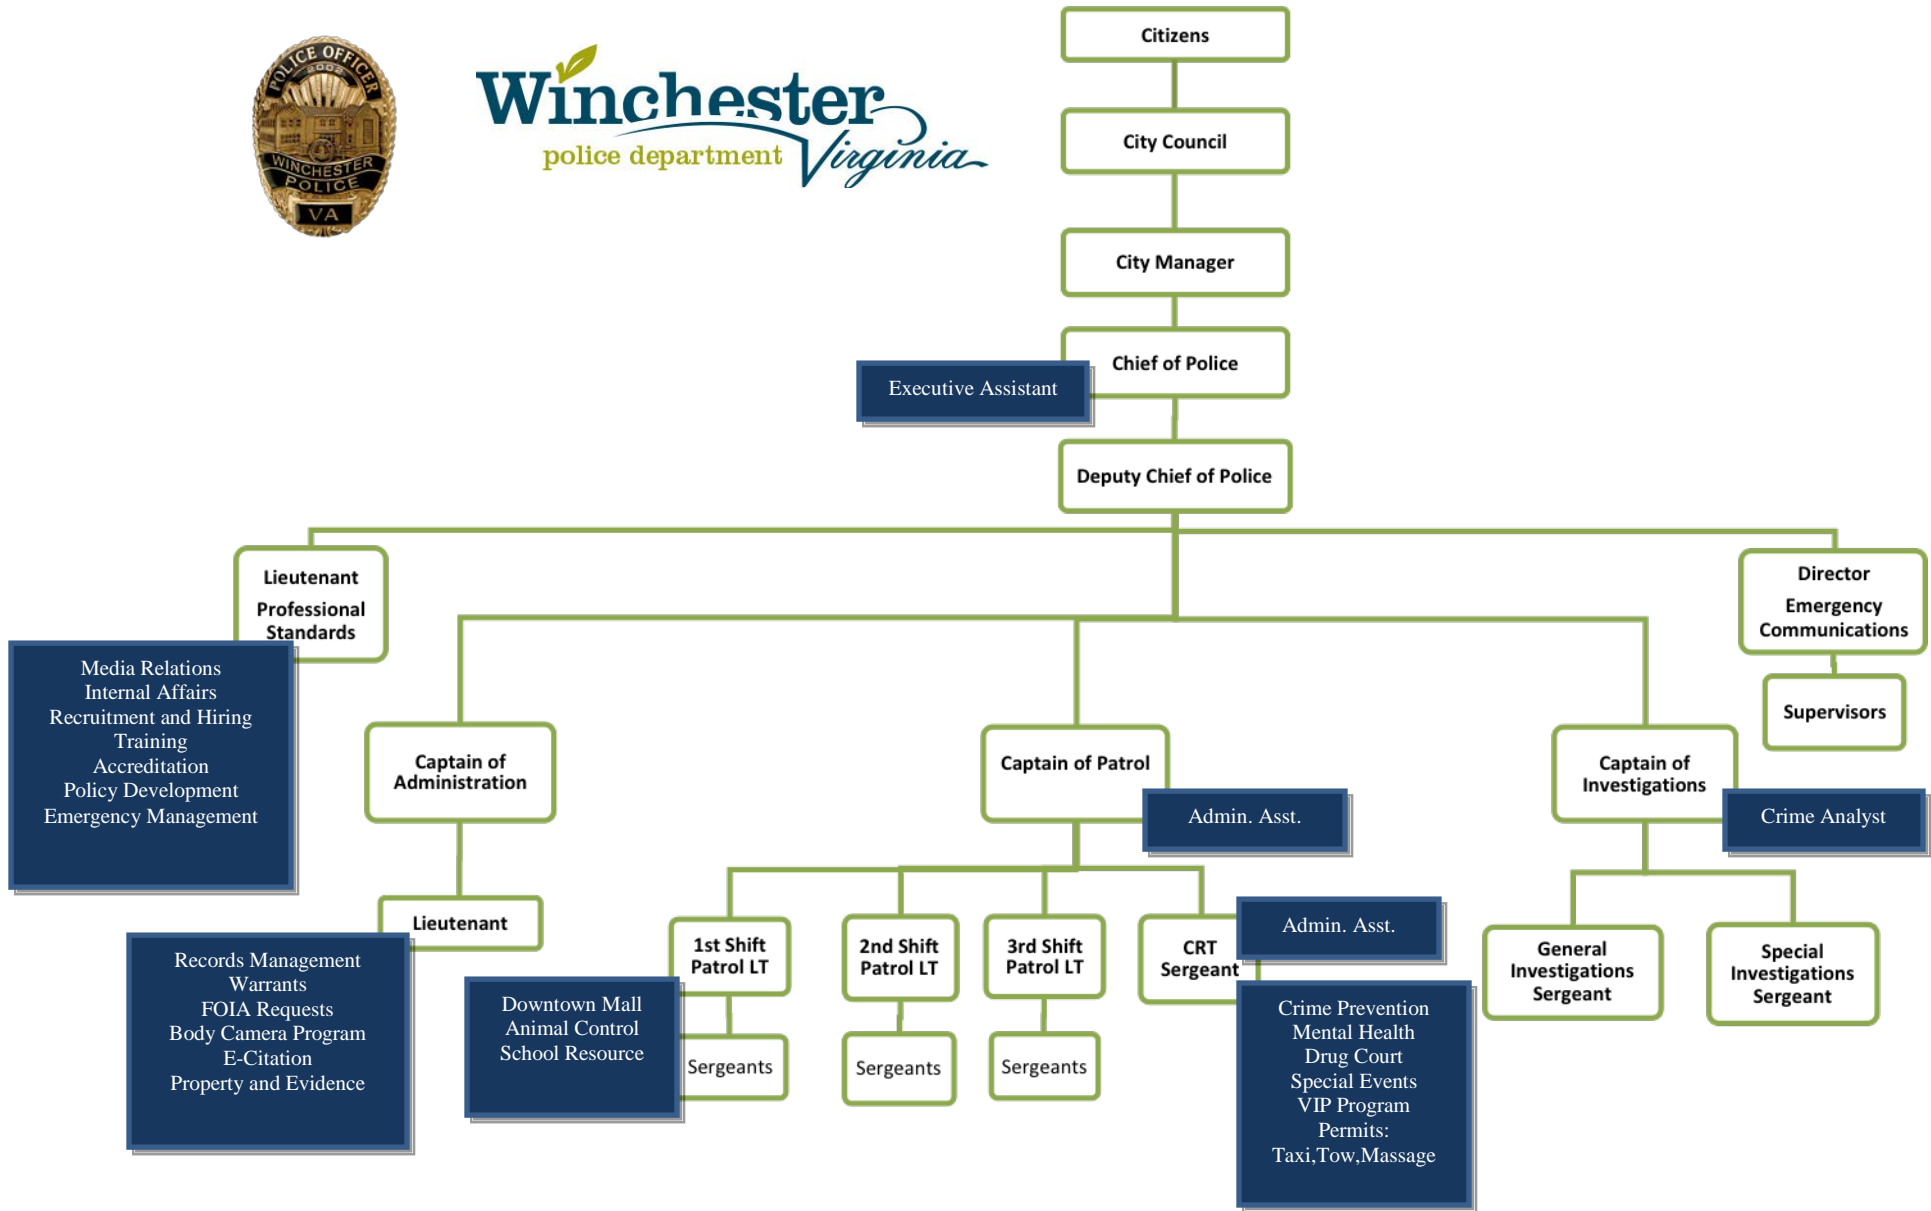 POLICE OFFICER
2002
WINCHESTER
POLICE
VA
Winchester
police department Virginia
Citizens
City Council
City Manager
Chief of Police
Executive Assistant
Deputy Chief of Police
Lieutenant
Professional
Standards
Media Relations
Internal Affairs
Recruitment and Hiring
Training
Accreditation
Policy Development
Emergency Management
Director
Emergency
Communications
Supervisors
Captain of
Administration
Lieutenant
Records Management
Warrants
FOIA Requests
Body Camera Program
E-Citation
Property and Evidence
Captain of Patrol
Admin. Asst.
1st Shift
Patrol LT
Downtown Mall
Animal Control
School Resource
Sergeants
2nd Shift
Patrol LT
Sergeants
3rd Shift
Patrol LT
Sergeants
CRT
Sergeant
Admin. Asst.
Crime Prevention
Mental Health
Drug Court
Special Events
VIP Program
Permits:
Taxi,Tow,Massage
Captain of
Investigations
Crime Analyst
General
Investigations
Sergeant
Special
Investigations
Sergeant